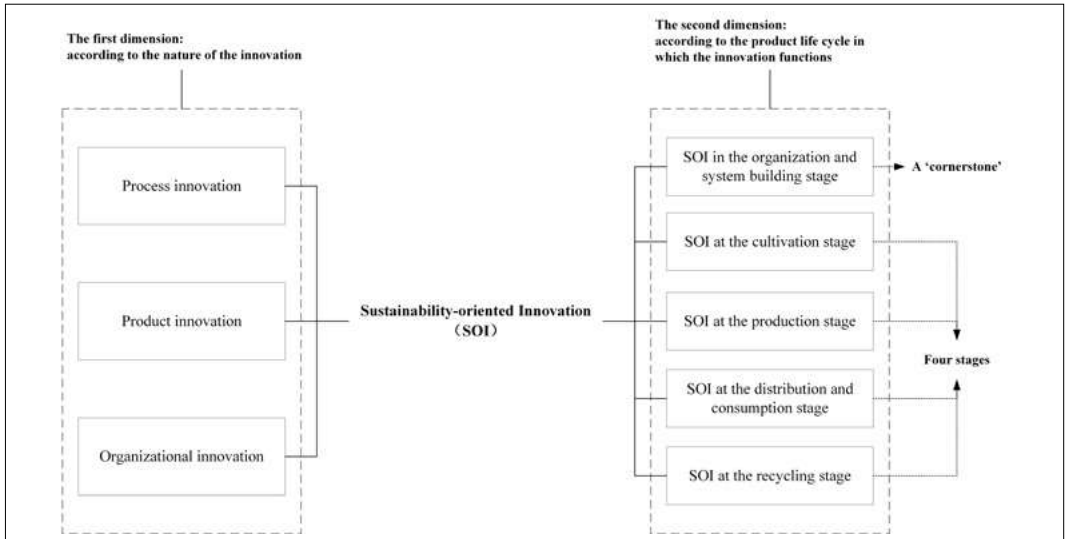 The first dimension:
according to the nature of the innovation
Process innovation
Product innovation
Organizational innovation
Sustainability-oriented Innovation
（SOI）
The second dimension:
according to the product life cycle in
which the innovation functions
SOI in the organization and
system building stage
SOI at the cultivation stage
SOI at the production stage
SOI at the distribution and
consumption stage
SOI at the recycling stage
A ‘cornerstone’
Four stages